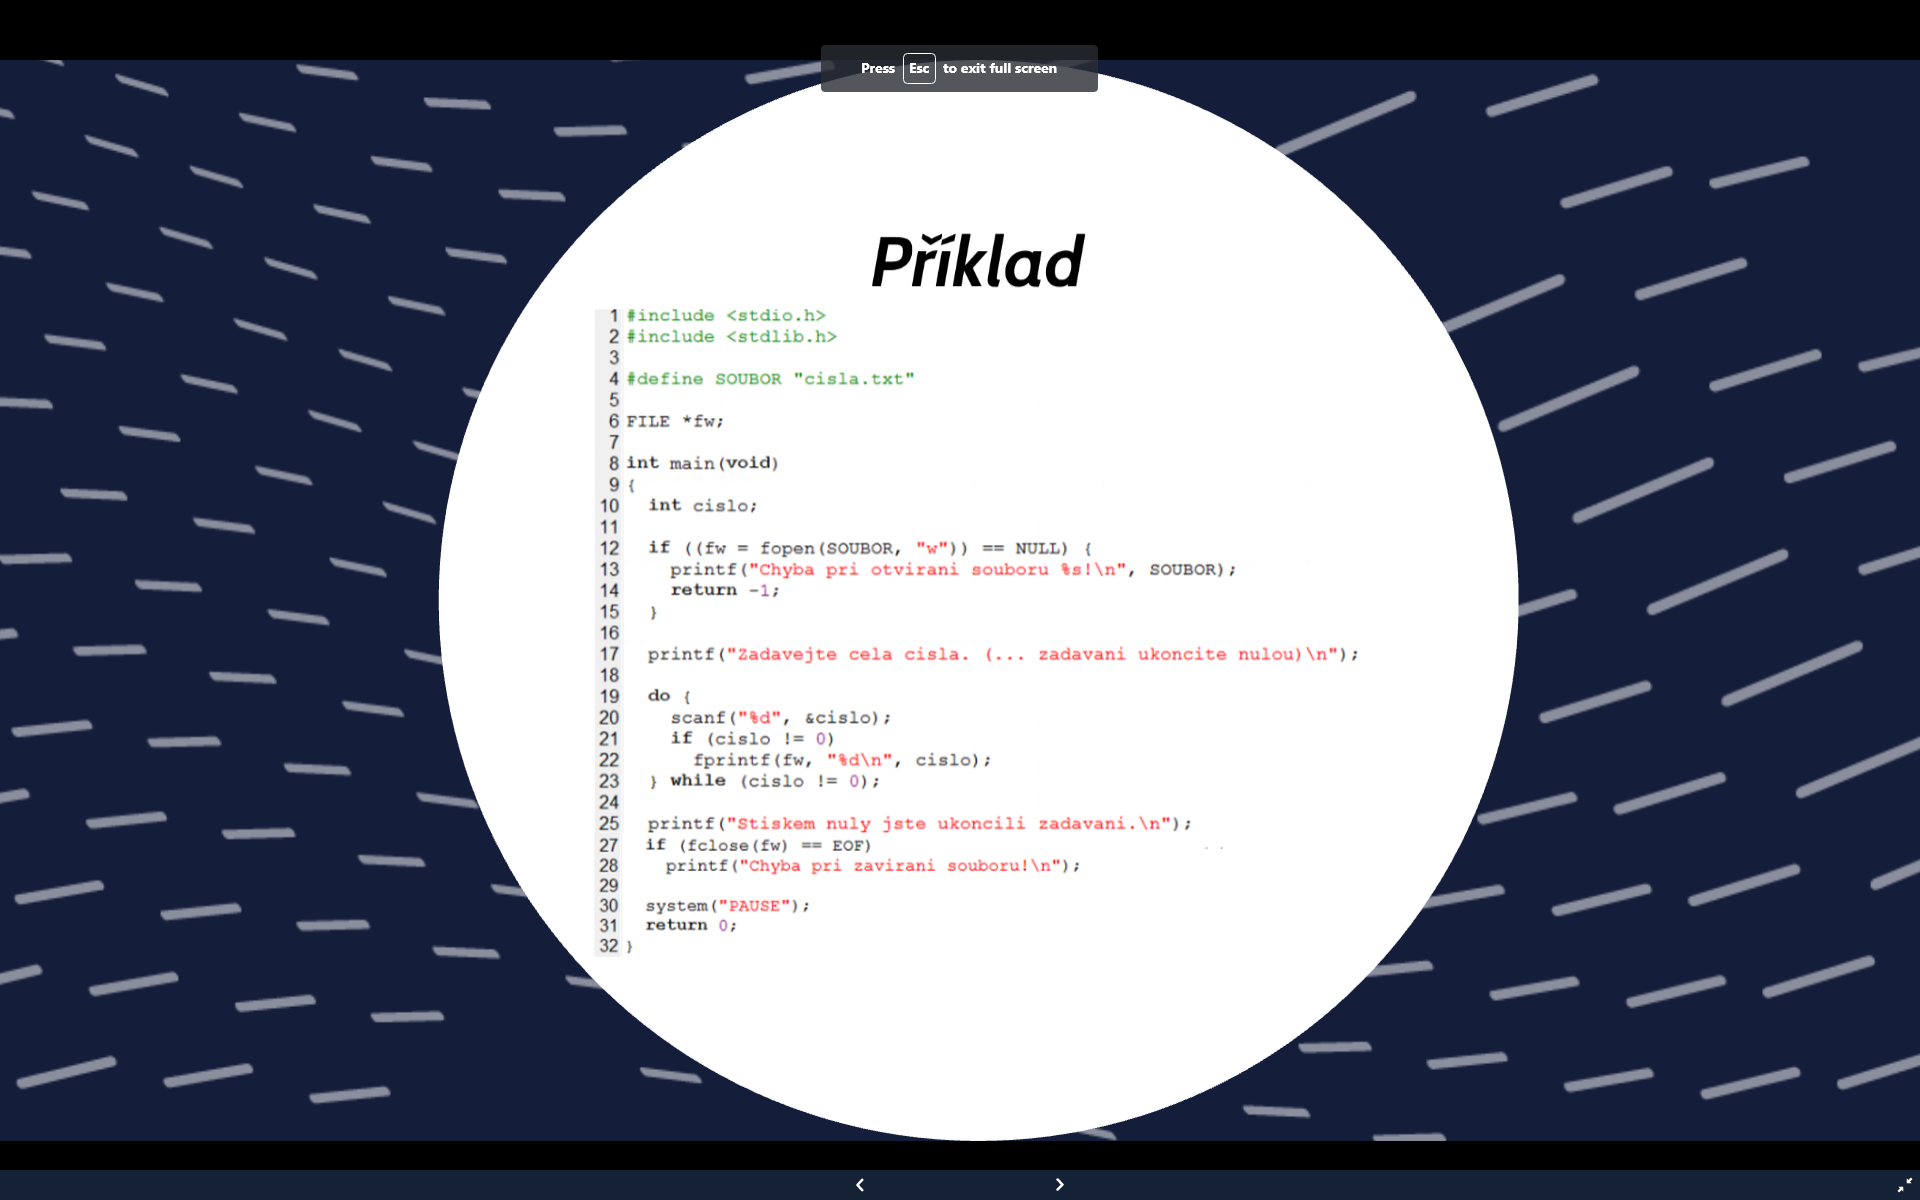 Press Esc to exit full screen
Příklad
1 #include <stdio.h>
2 #include <stdlib.h>
3
4 #define SOUBOR "cisla.txt"
5
6 FILE *fw;
7
8 int main(void)
9 {
10 int cislo;
11
12 if ((fw = fopen(SOUBOR, "w")) == NULL) {
13 printf("Chyba pri otvirani souboru %s!\n", SOUBOR);
14 return -1;
15 }
16
17 printf("Zadavejte cela cisla. (... zadavani ukoncite nulou)\n");
18
19 do {
20 scanf("%d", &cislo);
21 if (cislo != 0)
22 fprintf(fw, "%d\n", cislo);
23 } while (cislo != 0);
24
25 printf("Stiskem nuly jste ukoncili zadavani.\n");
27 if (fclose(fw) == EOF)
28 printf("Chyba pri zavirani souboru!\n");
29
30 system("PAUSE");
31 return 0;
32 }